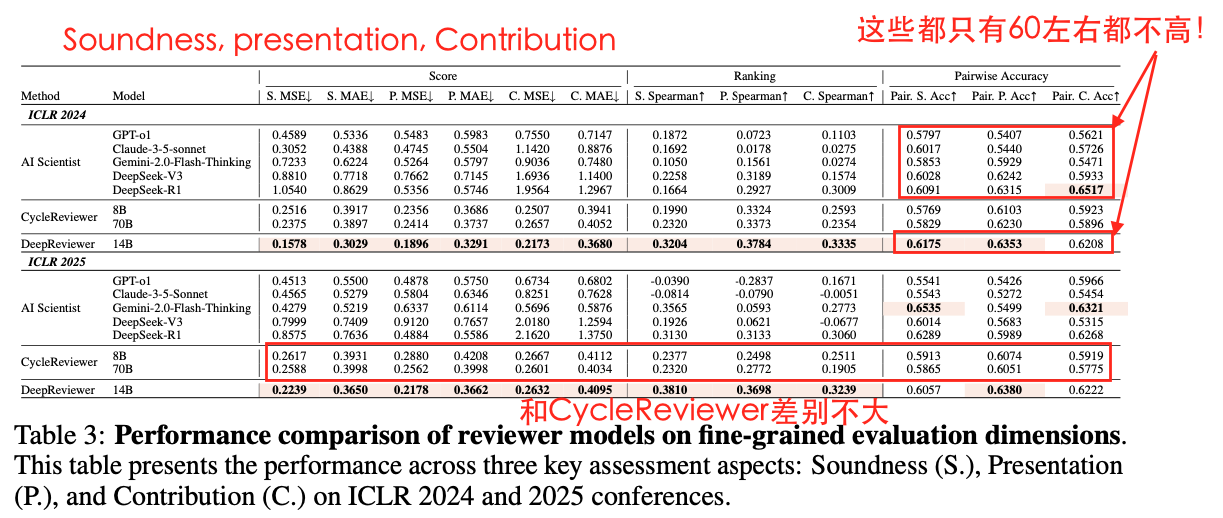 Soundness, presentation, Contribution
这些都只有60左右都不高!
Score Ranking Pairwise Accuracy
Method Model S. MSE↓ S. MAE↓ P. MSE↓ P. MAE↓ C. MSE↓ C. MAE↓ S. Spearman↑ P. Spearman↑ C. Spearman↑ Pair. S. Acc↑ Pair. P. Acc↑ Pair. C. Acc↑
ICLR 2024
GPT-o1 0.4589 0.5336 0.5483 0.5983 0.7550 0.7147 0.1872 0.0723 0.1103 0.5797 0.5407 0.5621
Claude-3-5-sonnet 0.3052 0.4388 0.4745 0.5504 1.1420 0.8876 0.1692 0.0178 0.0275 0.6017 0.5440 0.5726
AI Scientist Gemini-2.0-Flash-Thinking 0.7233 0.6224 0.5264 0.5797 0.9036 0.7480 0.1050 0.1561 0.0274 0.5853 0.5929 0.5471
DeepSeek-V3 0.8810 0.7718 0.7662 0.7145 1.6936 1.1400 0.2258 0.3189 0.1574 0.6028 0.6242 0.5933
DeepSeek-R1 1.0540 0.8629 0.5356 0.5746 1.9564 1.2967 0.1664 0.2927 0.3009 0.6091 0.6315 0.6517
CycleReviewer 8B 0.2516 0.3917 0.2356 0.3686 0.2507 0.3941 0.1990 0.3324 0.2593 0.5769 0.6103 0.5923
70B 0.2375 0.3897 0.2414 0.3737 0.2657 0.4052 0.2320 0.3373 0.2354 0.5829 0.6230 0.5896
DeepReviewer 14B 0.1578 0.3029 0.1896 0.3291 0.2173 0.3680 0.3204 0.3784 0.3335 0.6175 0.6353 0.6208
ICLR 2025
GPT-o1 0.4513 0.5500 0.4878 0.5750 0.6734 0.6802 -0.0390 -0.2837 0.1671 0.5541 0.5426 0.5966
Claude-3-5-Sonnet 0.4565 0.5279 0.5804 0.6346 0.8251 0.7628 -0.0814 -0.0790 -0.0051 0.5543 0.5272 0.5454
AI Scientist Gemini-2.0-Flash-Thinking 0.4279 0.5219 0.6337 0.6114 0.5696 0.5876 0.3565 0.0593 0.2773 0.6535 0.5499 0.6321
DeepSeek-V3 0.7999 0.7409 0.9120 0.7657 2.0180 1.2594 0.1926 0.0621 -0.0677 0.6014 0.5683 0.5315
DeepSeek-R1 0.8575 0.7636 0.4884 0.5586 2.1620 1.3750 0.3130 0.3133 0.3060 0.6289 0.5989 0.6268
CycleReviewer 8B 0.2617 0.3931 0.2880 0.4208 0.2667 0.4112 0.2377 0.2498 0.2511 0.5913 0.6074 0.5919
70B 0.2588 0.3998 0.2562 0.3998 0.2601 0.4034 0.2320 0.2772 0.1905 0.5865 0.6051 0.5775
DeepReviewer 14B 0.2239 0.3650 0.2178 0.3662 0.2632 0.4095 0.3810 0.3698 0.3239 0.6057 0.6380 0.6222
和CycleReviewer差别不大
Table 3: Performance comparison of reviewer models on fine-grained evaluation dimensions.
This table presents the performance across three key assessment aspects: Soundness (S.), Presentation
(P.), and Contribution (C.) on ICLR 2024 and 2025 conferences.